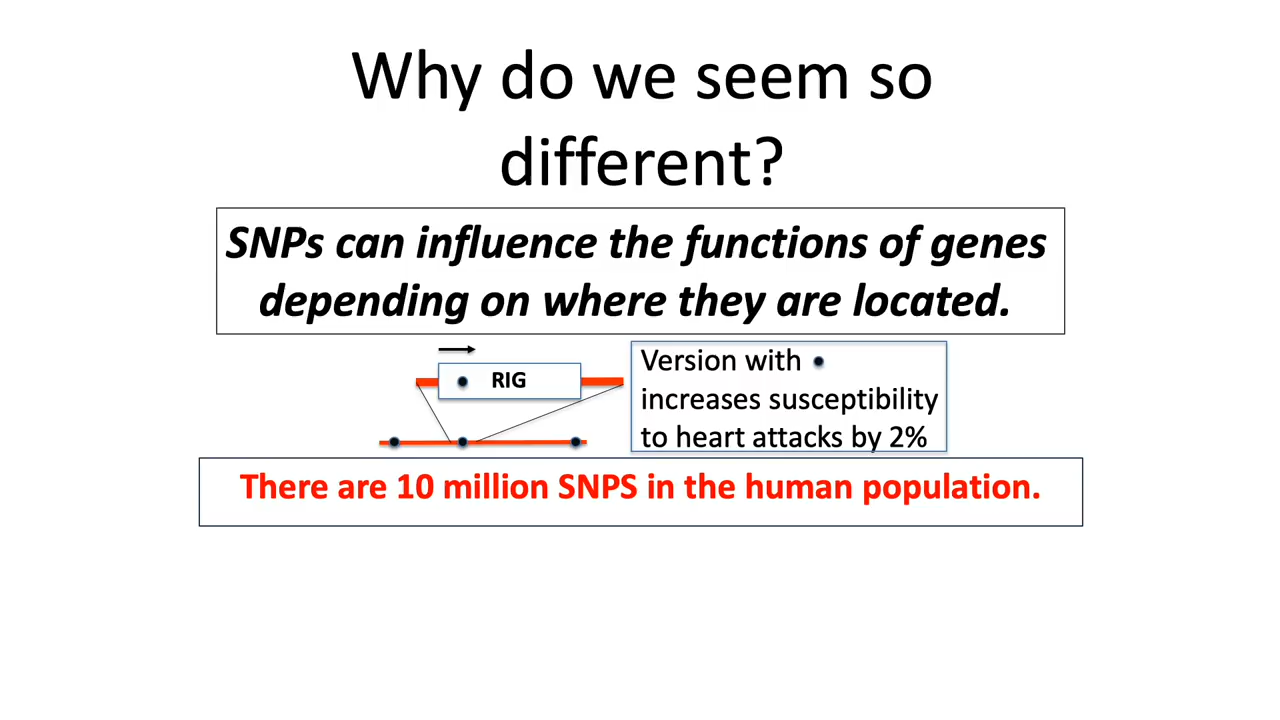 Why do we seem so
different?
SNPs can influence the functions of genes
depending on where they are located.
RIG
Version with •
increases susceptibility
to heart attacks by 2%
There are 10 million SNPS in the human population.